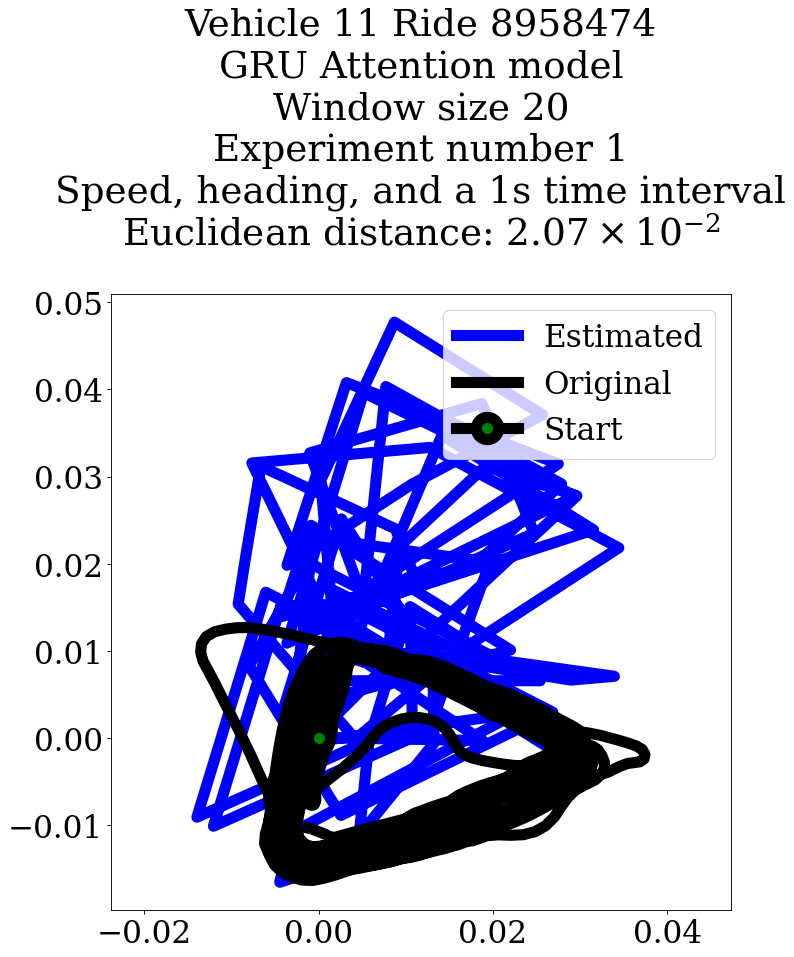 Vehicle 11 Ride 8958474
GRU Attention model
Window size 20
Experiment number 1
Speed, heading, and a 1s time interval
Euclidean distance: 2.07 × 10⁻²
0.05
0.04
0.03
0.02
0.01
0.00
−0.01
Estimated
Original
Start
−0.02
0.00
0.02
0.04